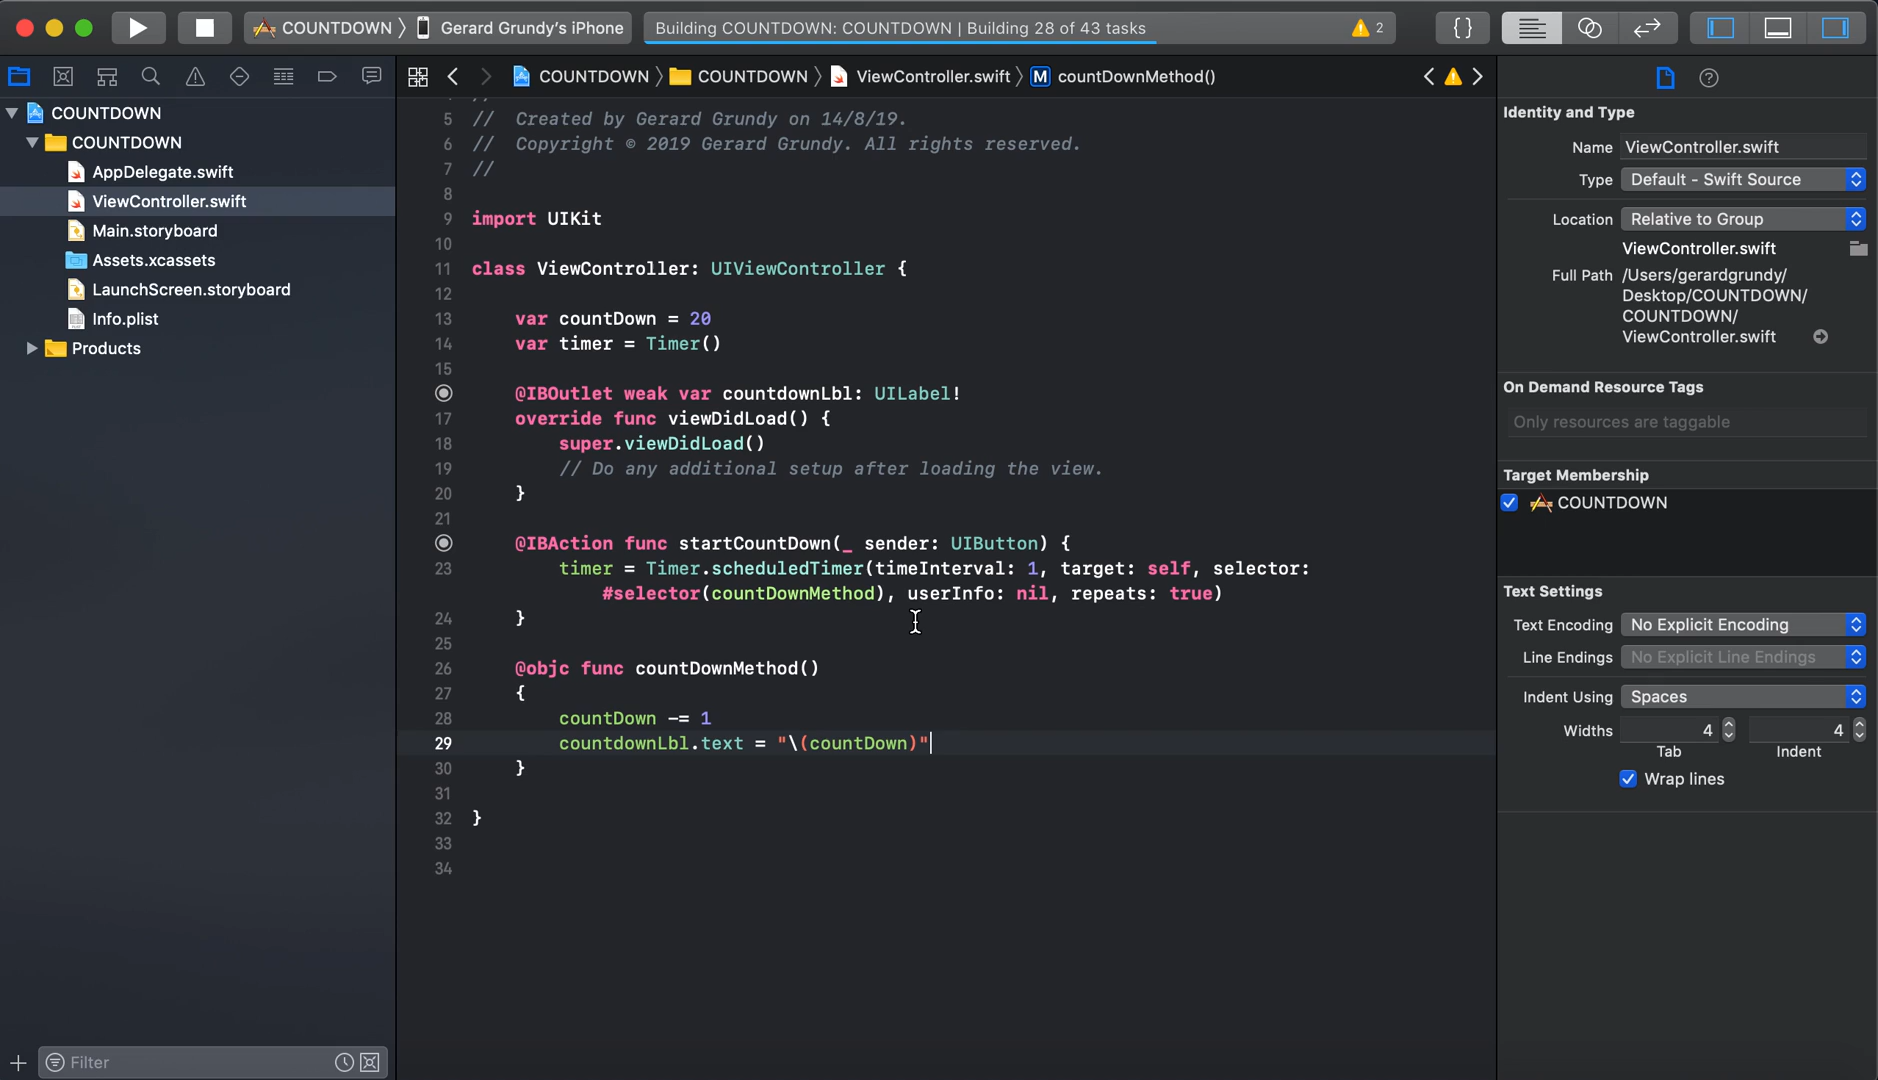 COUNTDOWN 〉 Gerard Grundy's iPhone
Building COUNTDOWN: COUNTDOWN | Building 28 of 43 tasks
2
{}
COUNTDOWN 〉 COUNTDOWN 〉 ViewController.swift 〉 M countDownMethod()
COUNTDOWN
COUNTDOWN
AppDelegate.swift
ViewController.swift
Main.storyboard
Assets.xcassets
LaunchScreen.storyboard
Info.plist
Products
Filter
5 //  Created by Gerard Grundy on 14/8/19.
6 //  Copyright © 2019 Gerard Grundy. All rights reserved.
7 //
8
9 import UIKit
10
11 class ViewController: UIViewController {
12
13     var countDown = 20
14     var timer = Timer()
15
@IBOutlet weak var countdownLbl: UILabel!
17     override func viewDidLoad() {
18         super.viewDidLoad()
19         // Do any additional setup after loading the view.
20     }
21
@IBAction func startCountDown(_ sender: UIButton) {
23         timer = Timer.scheduledTimer(timeInterval: 1, target: self, selector:
#selector(countDownMethod), userInfo: nil, repeats: true)
24     }
25
26     @objc func countDownMethod()
27     {
28         countDown -= 1
29         countdownLbl.text = "\(countDown)"
30     }
31
32 }
33
34
Identity and Type
Name ViewController.swift
Type Default - Swift Source
Location Relative to Group
ViewController.swift
Full Path /Users/gerardgrundy/
Desktop/COUNTDOWN/
COUNTDOWN/
ViewController.swift
On Demand Resource Tags
Only resources are taggable
Target Membership
COUNTDOWN
Text Settings
Text Encoding No Explicit Encoding
Line Endings No Explicit Line Endings
Indent Using Spaces
Widths 4 4
Tab Indent
Wrap lines